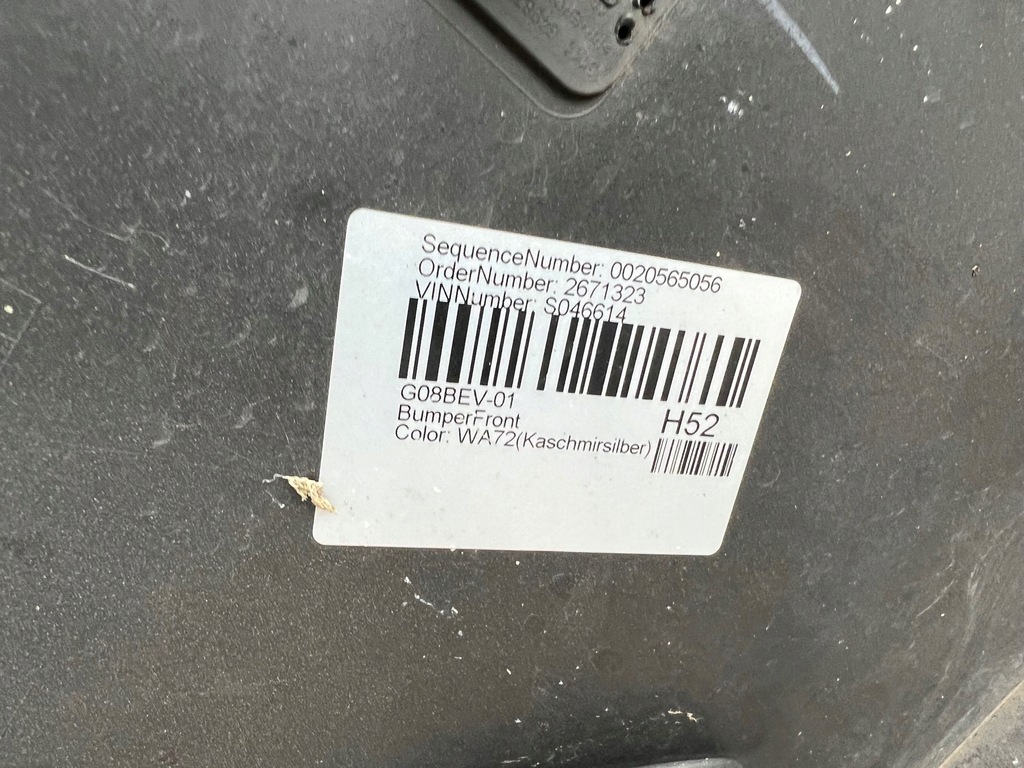 SequenceNumber: 0020565056
OrderNumber: 2671323
VINNumber: S046614
G08BEV-01
BumperFront
H52
Color: WA72(Kaschmirsilber)